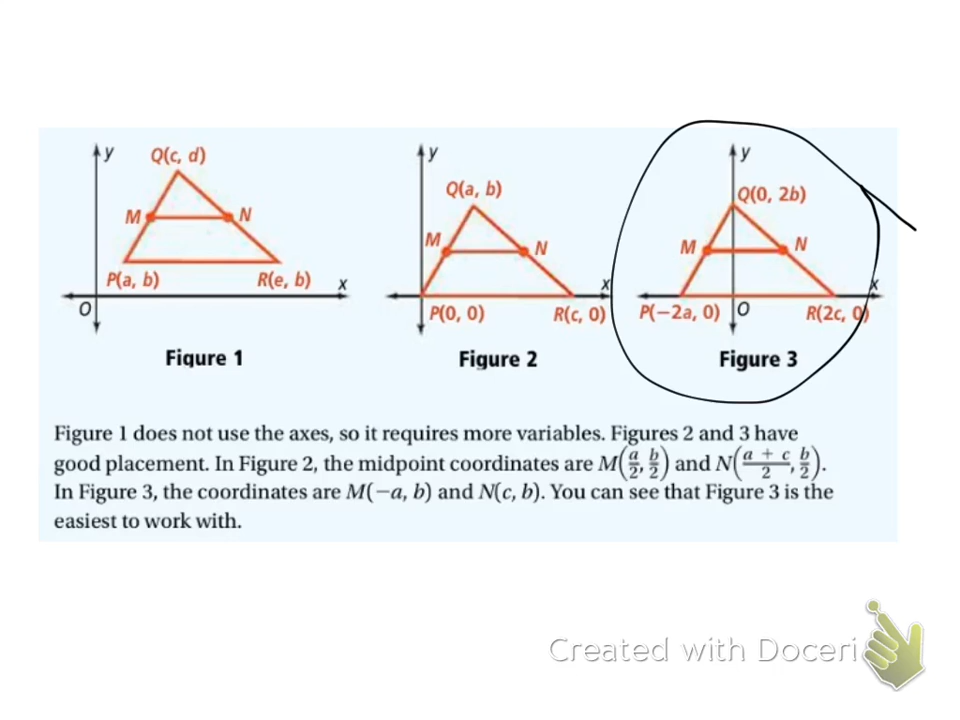 y Q(c, d)
M N
P(a, b) R(e, b) x
O
Figure 1
y
Q(a, b)
M N
x
P(0, 0) R(c, 0)
Figure 2
y
Q(0, 2b)
M N
x
P(−2a, 0) O R(2c, 0)
Figure 3
Figure 1 does not use the axes, so it requires more variables. Figures 2 and 3 have
good placement. In Figure 2, the midpoint coordinates are M(a/2, b/2) and N(a + c/2, b/2).
In Figure 3, the coordinates are M(−a, b) and N(c, b). You can see that Figure 3 is the
easiest to work with.
Created with Doceri